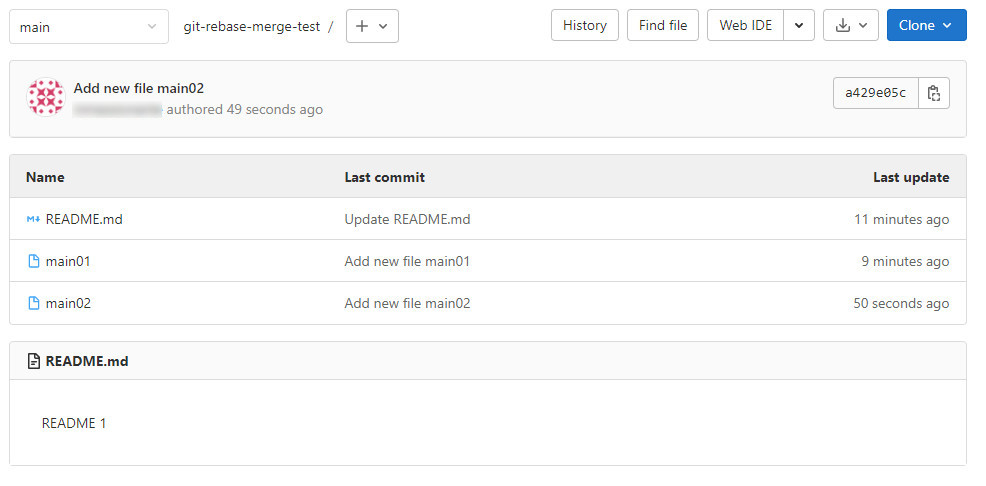 main git-rebase-merge-test / + History Find file Web IDE Clone
Add new file main02
authored 49 seconds ago
a429e05c
Name Last commit Last update
README.md Update README.md 11 minutes ago
main01 Add new file main01 9 minutes ago
main02 Add new file main02 50 seconds ago
README.md
README 1